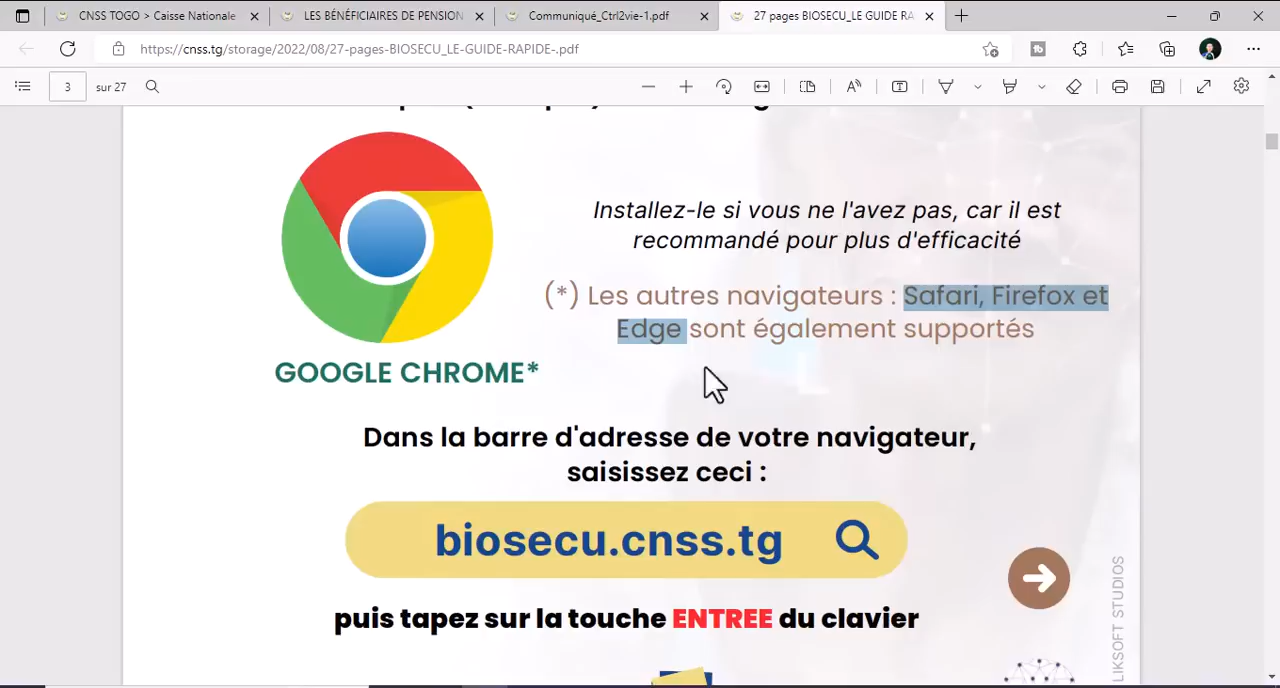 CNSS TOGO > Caisse Nationale
LES BÉNÉFICIAIRES DE PENSION
Communiqué_Ctrl2vie-1.pdf
27 pages BIOSECU_LE GUIDE RA
https://cnss.tg/storage/2022/08/27-pages-BIOSECU_LE-GUIDE-RAPIDE-.pdf
3 sur 27
Installez-le si vous ne l'avez pas, car il est
recommandé pour plus d'efficacité
(*) Les autres navigateurs : Safari, Firefox et
Edge sont également supportés
GOOGLE CHROME*
Dans la barre d'adresse de votre navigateur,
saisissez ceci :
biosecu.cnss.tg
puis tapez sur la touche ENTREE du clavier
LIKSOFT STUDIOS